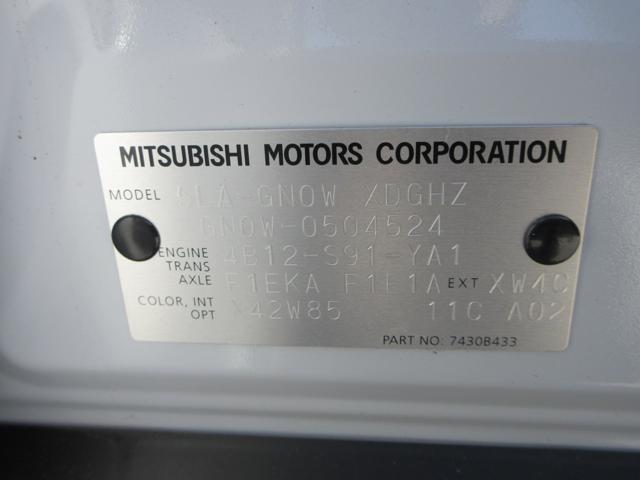 MITSUBISHI MOTORS CORPORATION
MODEL 5LA-GN0W XDGHZ
GN0W-0504524
ENGINE 4B12-S91-YA1
TRANS
AXLE F1EKA F1E1A EXT XW4C
COLOR, INT X42W85 11C A02
OPT
PART NO: 7430B433